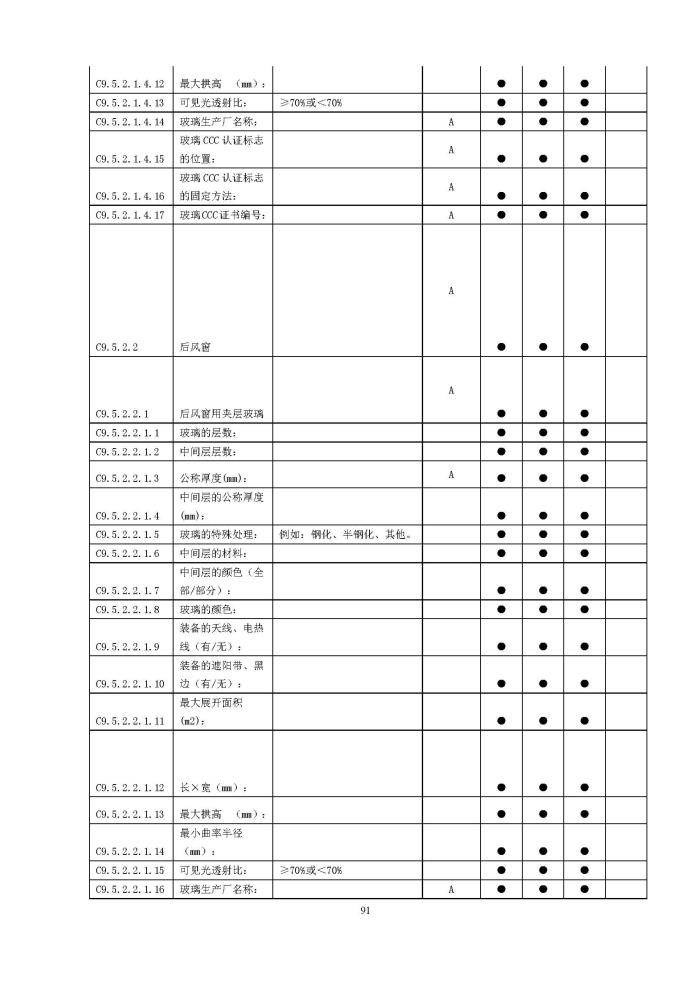 C9.5.2.1.4.12 最大拱高 （mm）： ● ● ●
C9.5.2.1.4.13 可见光透射比： ≥70%或＜70% ● ● ●
C9.5.2.1.4.14 玻璃生产厂名称： A ● ● ●
玻璃 CCC 认证标志
C9.5.2.1.4.15 的位置： A ● ● ●
玻璃 CCC 认证标志
C9.5.2.1.4.16 的固定方法： A ● ● ●
C9.5.2.1.4.17 玻璃CCC证书编号： A ● ● ●
C9.5.2.2 后风窗 A ● ● ●
C9.5.2.2.1 后风窗用夹层玻璃 A ● ● ●
C9.5.2.2.1.1 玻璃的层数： ● ● ●
C9.5.2.2.1.2 中间层层数： ● ● ●
C9.5.2.2.1.3 公称厚度(mm)： A ● ● ●
中间层的公称厚度
C9.5.2.2.1.4 (mm)： ● ● ●
C9.5.2.2.1.5 玻璃的特殊处理： 例如：钢化、半钢化、其他。 ● ● ●
C9.5.2.2.1.6 中间层的材料： ● ● ●
中间层的颜色（全
C9.5.2.2.1.7 部/部分）： ● ● ●
C9.5.2.2.1.8 玻璃的颜色： ● ● ●
装备的天线、电热
C9.5.2.2.1.9 线（有/无）： ● ● ●
装备的遮阳带、黑
C9.5.2.2.1.10 边（有/无）： ● ● ●
最大展开面积
C9.5.2.2.1.11 (m2)： ● ● ●
C9.5.2.2.1.12 长×宽（mm）： ● ● ●
C9.5.2.2.1.13 最大拱高 （mm）： ● ● ●
最小曲率半径
C9.5.2.2.1.14 （mm）： ● ● ●
C9.5.2.2.1.15 可见光透射比： ≥70%或＜70% ● ● ●
C9.5.2.2.1.16 玻璃生产厂名称： A ● ● ●
91